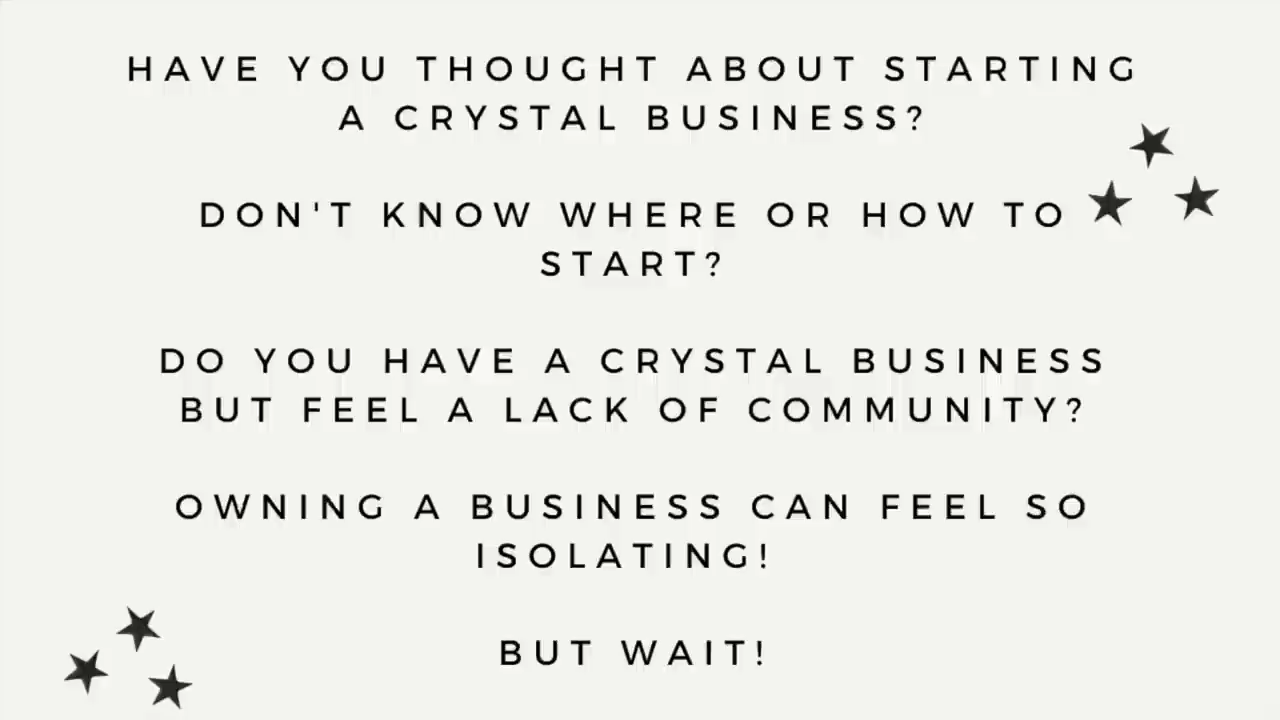 HAVE YOU THOUGHT ABOUT STARTING
A CRYSTAL BUSINESS?
DON'T KNOW WHERE OR HOW TO
START?
DO YOU HAVE A CRYSTAL BUSINESS
BUT FEEL A LACK OF COMMUNITY?
OWNING A BUSINESS CAN FEEL SO
ISOLATING!
BUT WAIT!